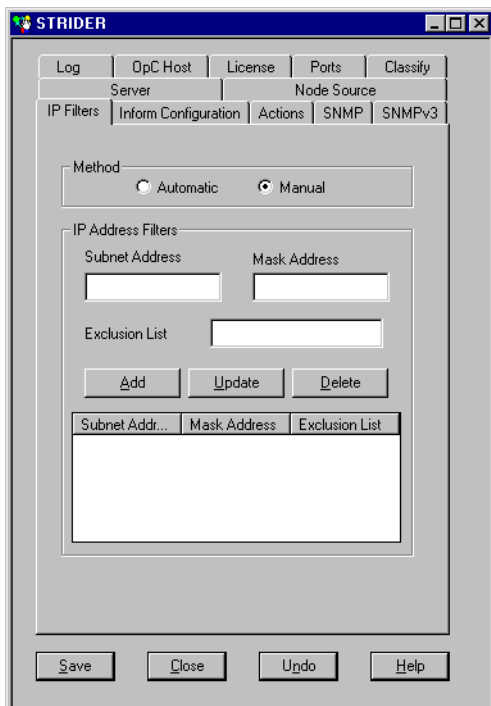 STRIDER
Log OpC Host License Ports Classify
Server Node Source
IP Filters Inform Configuration Actions SNMP SNMPv3
Method
Automatic Manual
IP Address Filters
Subnet Address Mask Address
Exclusion List
Add Update Delete
Subnet Addr... Mask Address Exclusion List
Save Close Undo Help